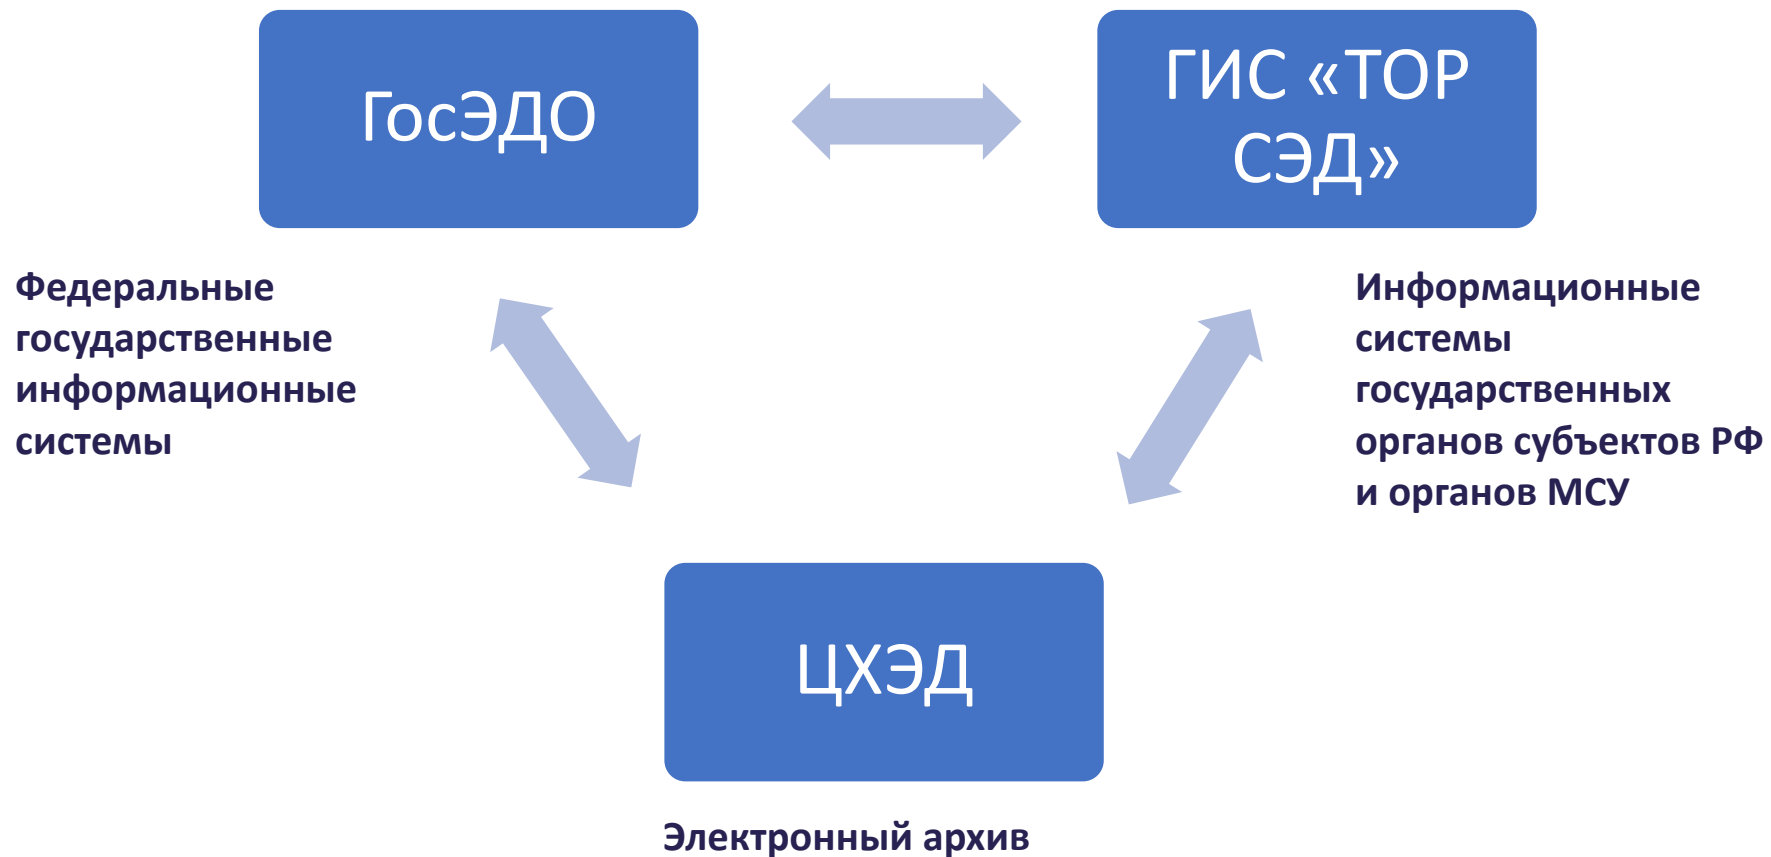 ГосЭДО
ГИС «ТОР
СЭД»
Федеральные
государственные
информационные
системы
Информационные
системы
государственных
органов субъектов РФ
и органов МСУ
ЦХЭД
Электронный архив